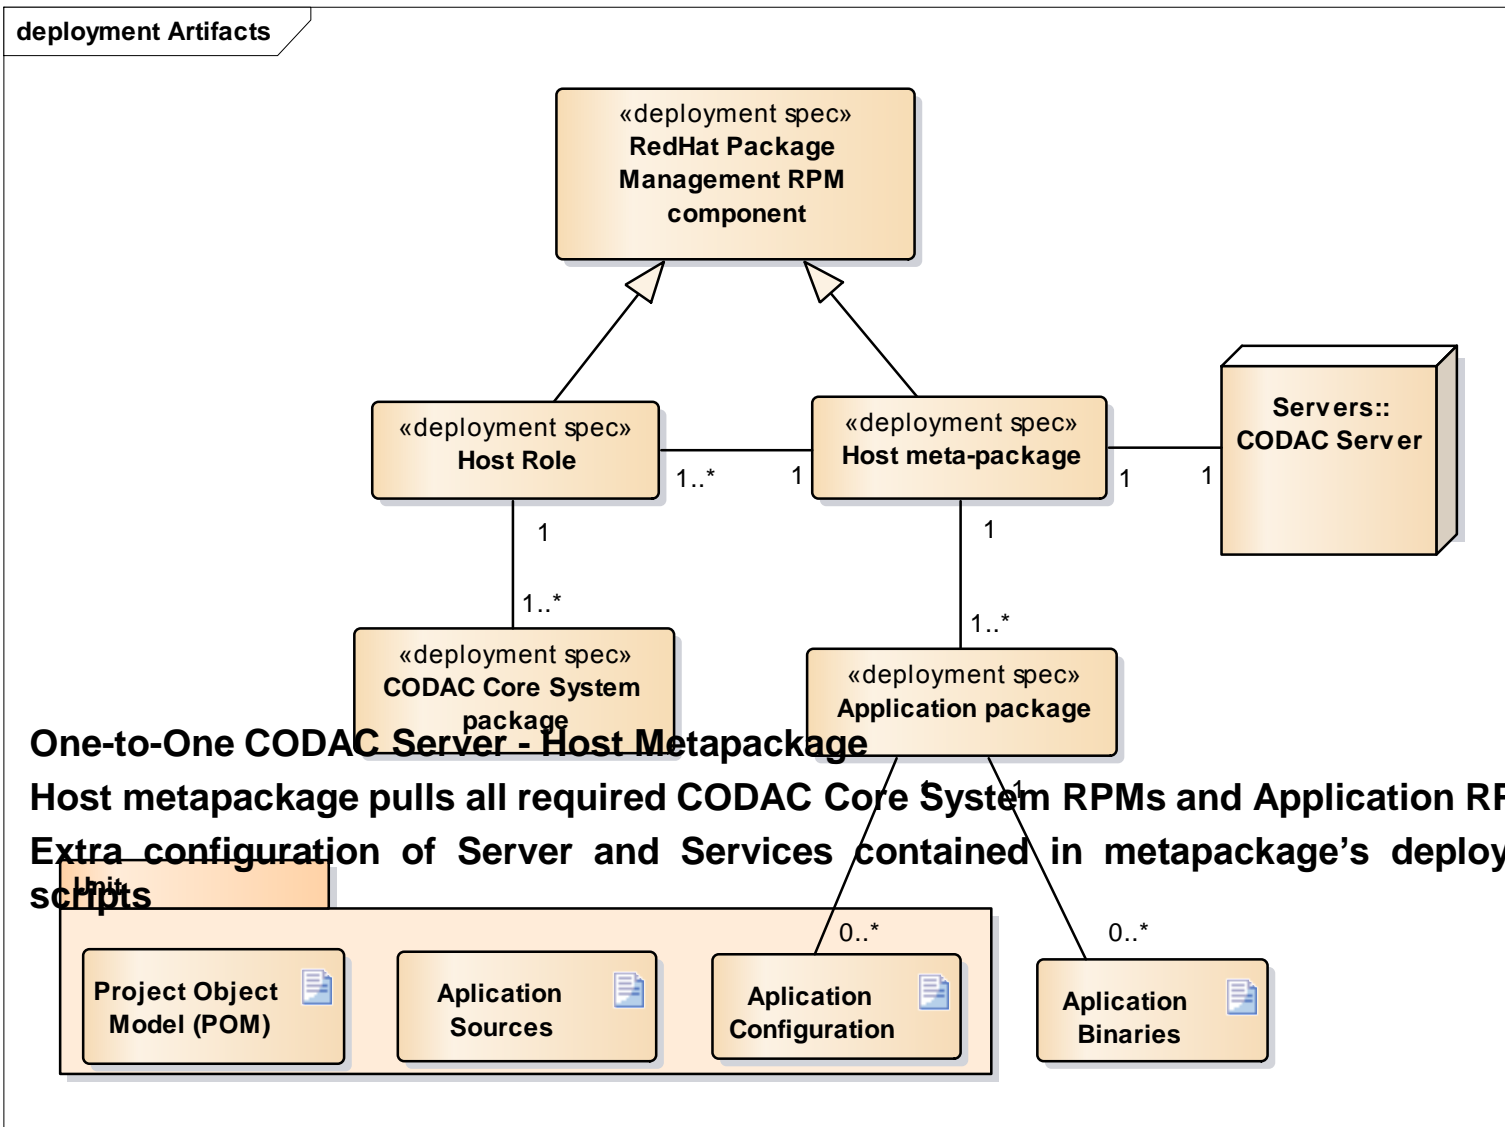 deployment Artifacts
«deployment spec»
RedHat Package
Management RPM
component
«deployment spec»
Host Role
«deployment spec»
Host meta-package
Servers::
CODAC Server
1..*
1
1
1
1
1
1..*
1..*
«deployment spec»
CODAC Core System
package
«deployment spec»
Application package
One-to-One CODAC Server - Host Metapackage
Host metapackage pulls all required CODAC Core System RPMs and Application RP
1
1
Extra configuration of Server and Services contained in metapackage's deploy
scripts
Unit
0..*
0..*
Project Object
Model (POM)
Aplication
Sources
Aplication
Configuration
Aplication
Binaries